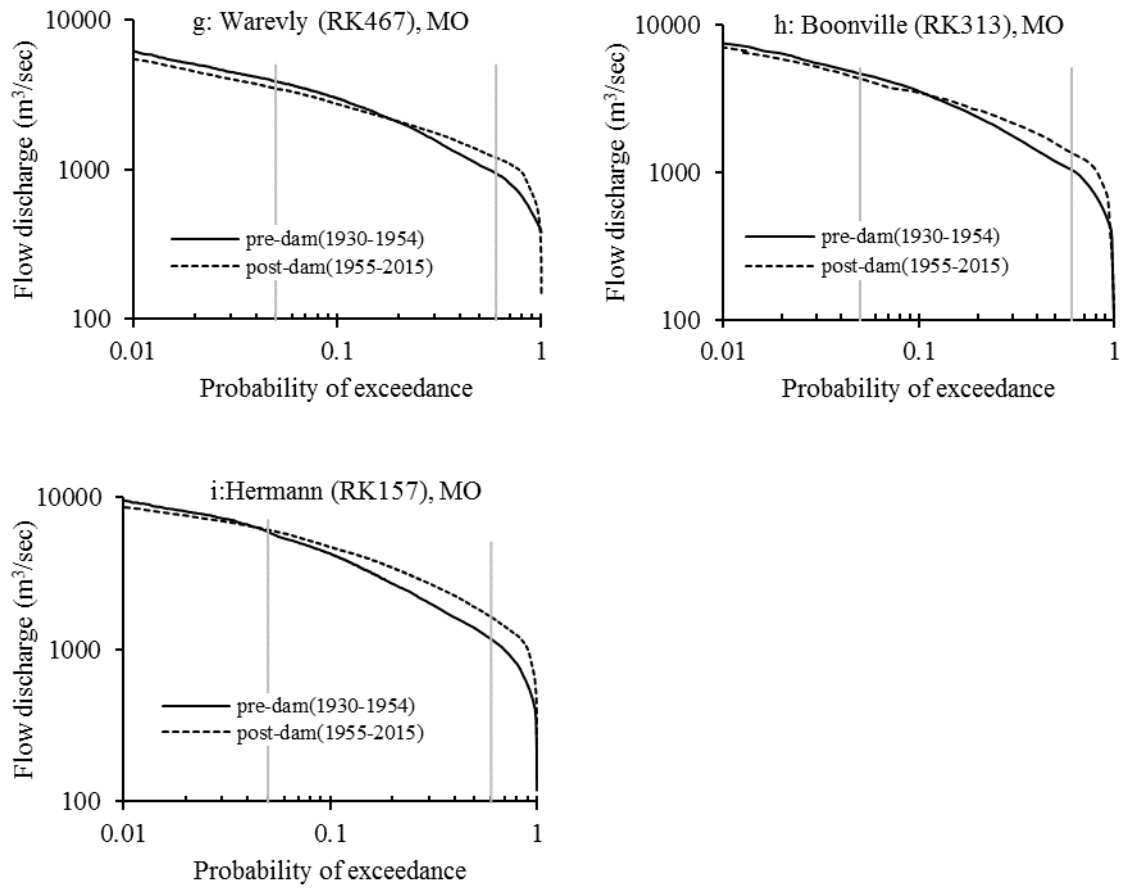 g: Warevly (RK467), MO
10000
1000
100
Flow discharge (m³/sec)
pre-dam(1930-1954)
post-dam(1955-2015)
0.01 0.1 1
Probability of exceedance
h: Boonville (RK313), MO
10000
1000
100
Flow discharge (m³/sec)
pre-dam(1930-1954)
post-dam(1955-2015)
0.01 0.1 1
Probability of exceedance
i:Hermann (RK157), MO
10000
1000
100
Flow discharge (m³/sec)
pre-dam(1930-1954)
post-dam(1955-2015)
0.01 0.1 1
Probability of exceedance